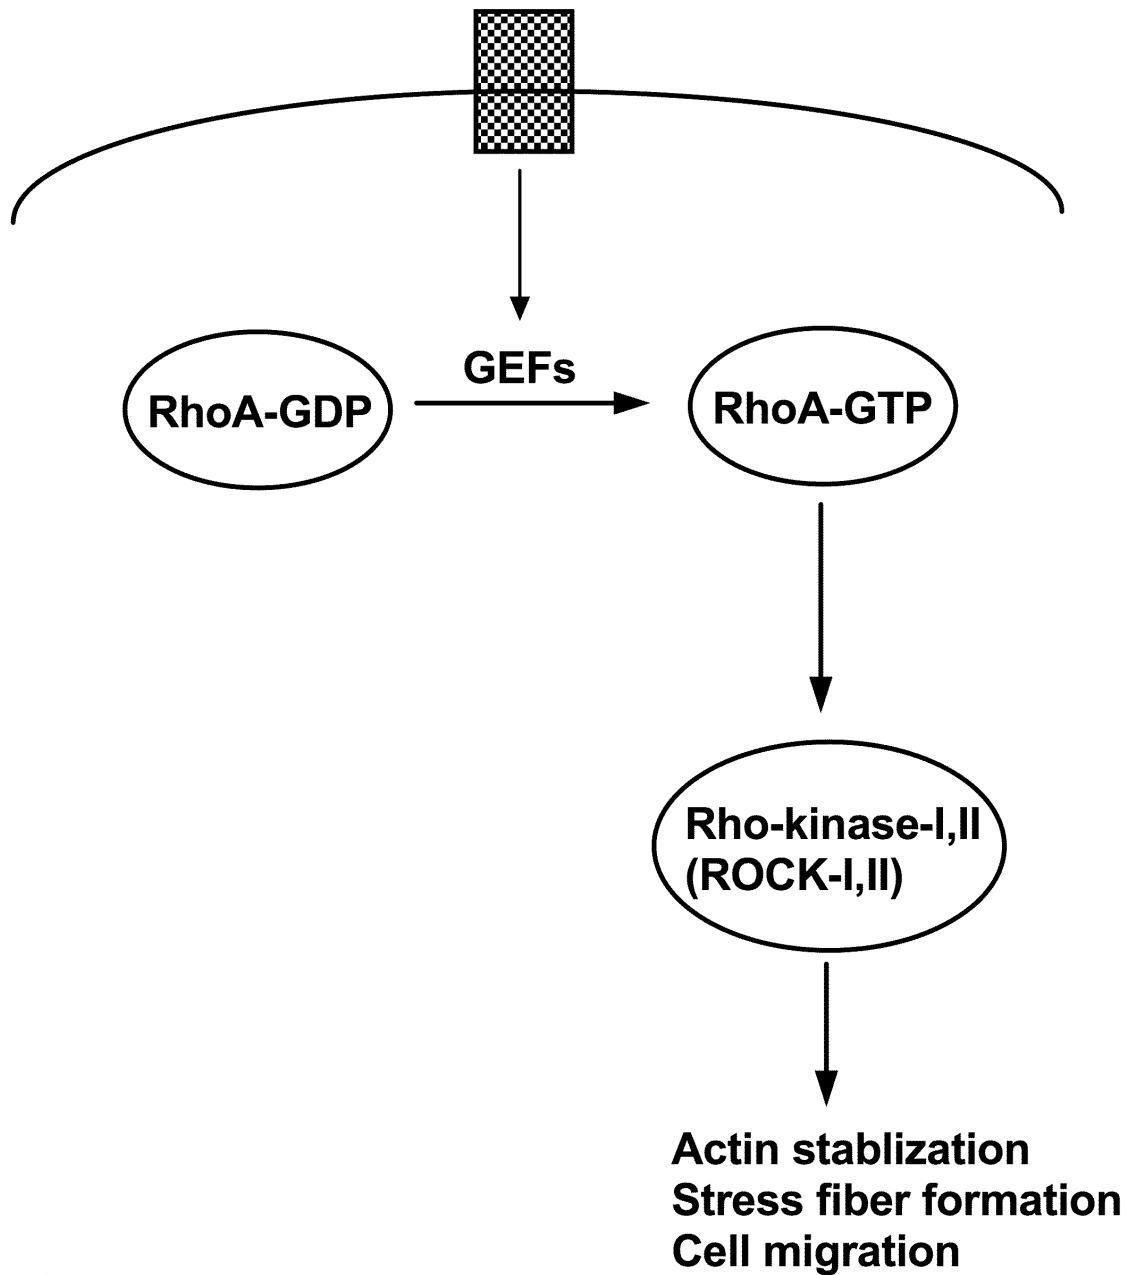 GEFs
RhoA-GDP
RhoA-GTP
Rho-kinase-I,II
(ROCK-I,II)
Actin stablization
Stress fiber formation
Cell migration